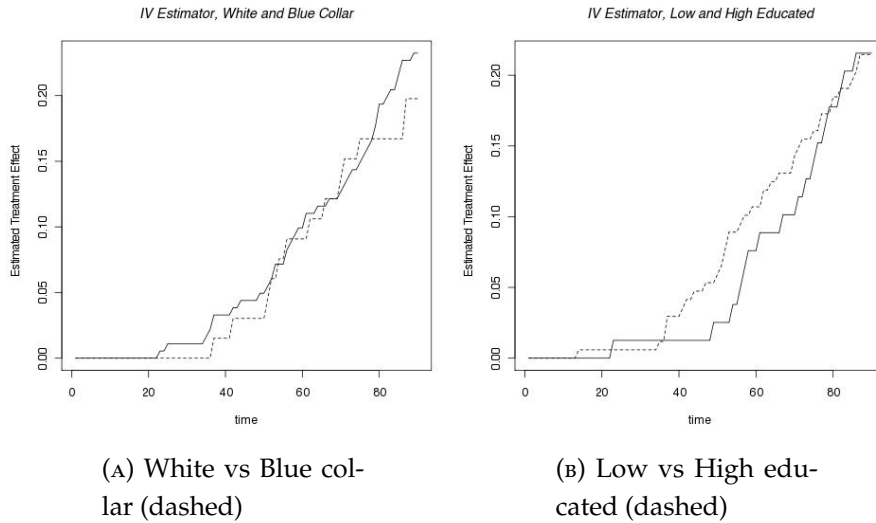 IV Estimator, White and Blue Collar
Estimated Treatment Effect
0.20
0.15
0.10
0.05
0.00
0
20
40
60
80
time
(A) White vs Blue col-
lar (dashed)
IV Estimator, Low and High Educated
Estimated Treatment Effect
0.20
0.15
0.10
0.05
0.00
0
20
40
60
80
time
(B) Low vs High edu-
cated (dashed)